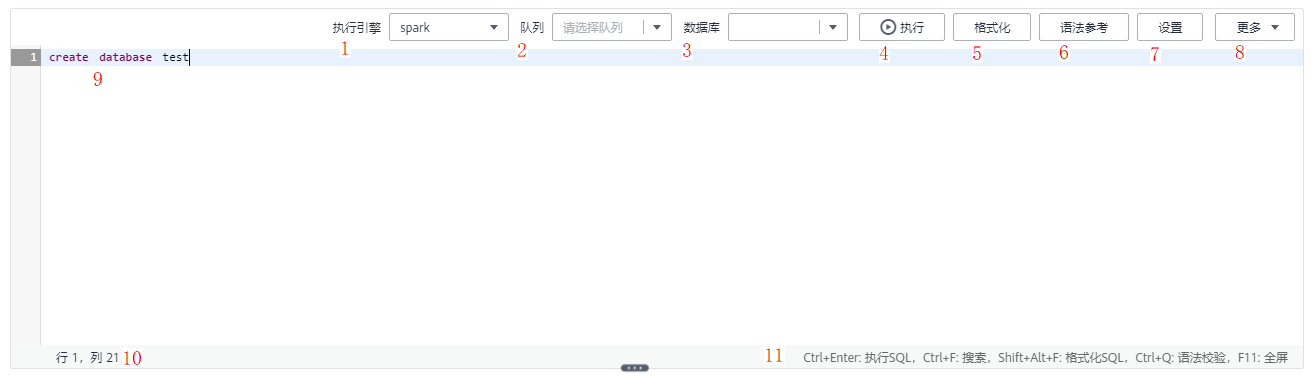 执行引擎 spark 队列 请选择队列 数据库 执行 格式化 语法参考 设置 更多
1 2 3 4 5 6 7 8
1 create database test
9
行 1，列 21 10 11 Ctrl+Enter: 执行SQL，Ctrl+F: 搜索，Shift+Alt+F: 格式化SQL，Ctrl+Q: 语法校验，F11: 全屏